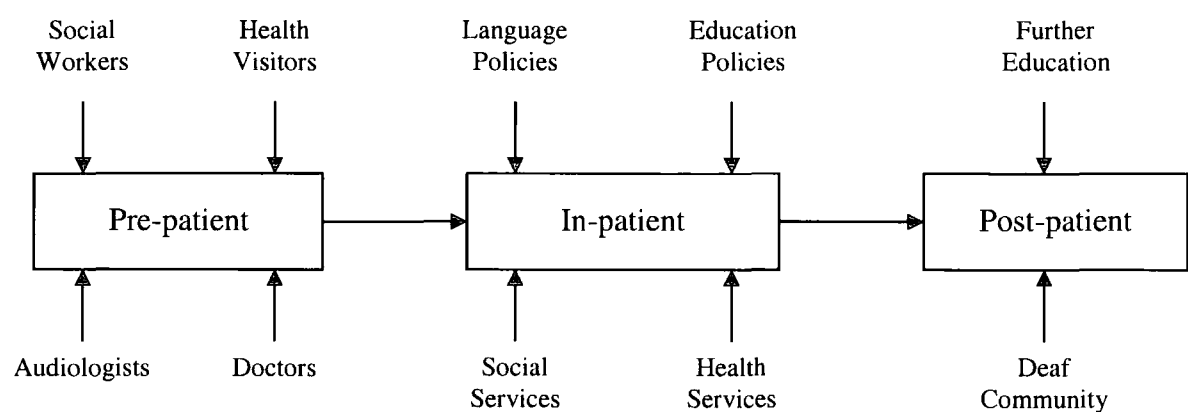 Social
Workers
Health
Visitors
Language
Policies
Education
Policies
Further
Education
Pre-patient
In-patient
Post-patient
Audiologists
Doctors
Social
Services
Health
Services
Deaf
Community